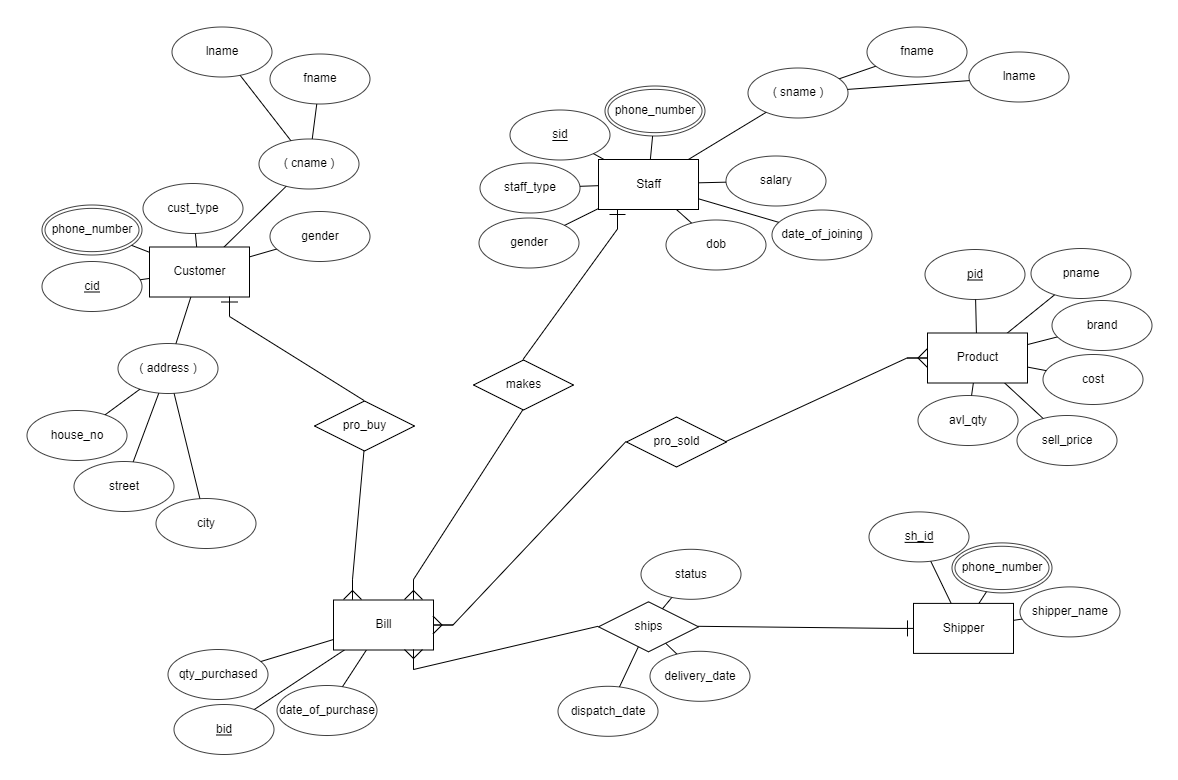 lname
fname
( cname )
cust_type
phone_number
gender
Customer
cid
( address )
house_no
street
city
fname
lname
( sname )
phone_number
sid
staff_type
Staff
salary
gender
dob
date_of_joining
pid
pname
brand
Product
cost
avl_qty
sell_price
makes
pro_buy
pro_sold
sh_id
phone_number
shipper_name
Shipper
status
ships
delivery_date
dispatch_date
Bill
qty_purchased
date_of_purchase
bid